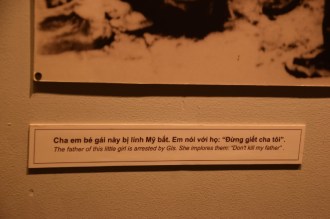 Cha em bé gái này bị lính Mỹ bắt. Em nói với họ: “Đừng giết cha tôi”.
The father of this little girl is arrested by GIs. She implores them: “Don't kill my father”.